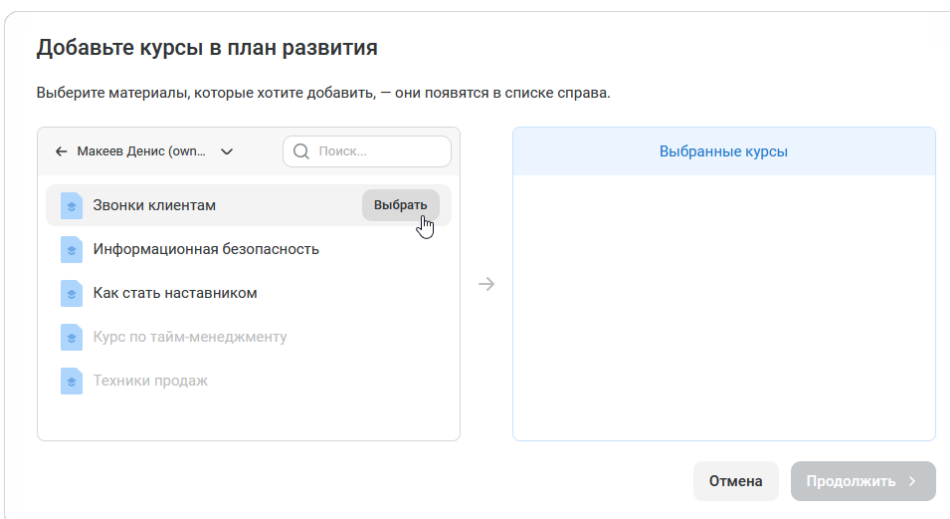 Добавьте курсы в план развития
Выберите материалы, которые хотите добавить, — они появятся в списке справа.
Макеев Денис (own...
Поиск...
Выбранные курсы
Звонки клиентам
Выбрать
Информационная безопасность
Как стать наставником
Курс по тайм-менеджменту
Техники продаж
Отмена
Продолжить